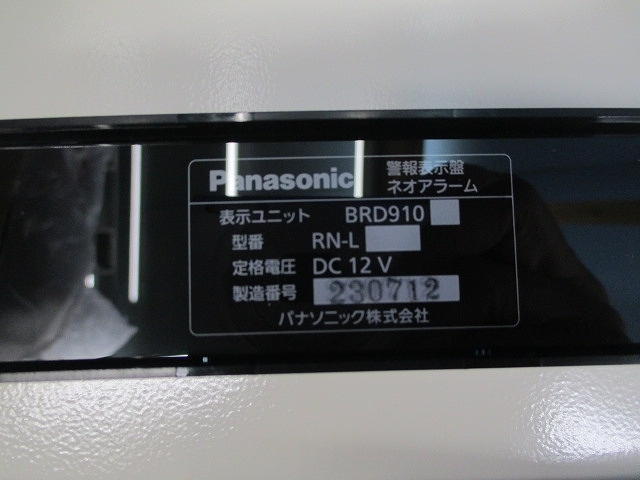 Panasonic 警報表示盤
ネオアラーム
表示ユニット BRD910
型番 RN-L
定格電圧 DC 12 V
製造番号 230712
パナソニック株式会社